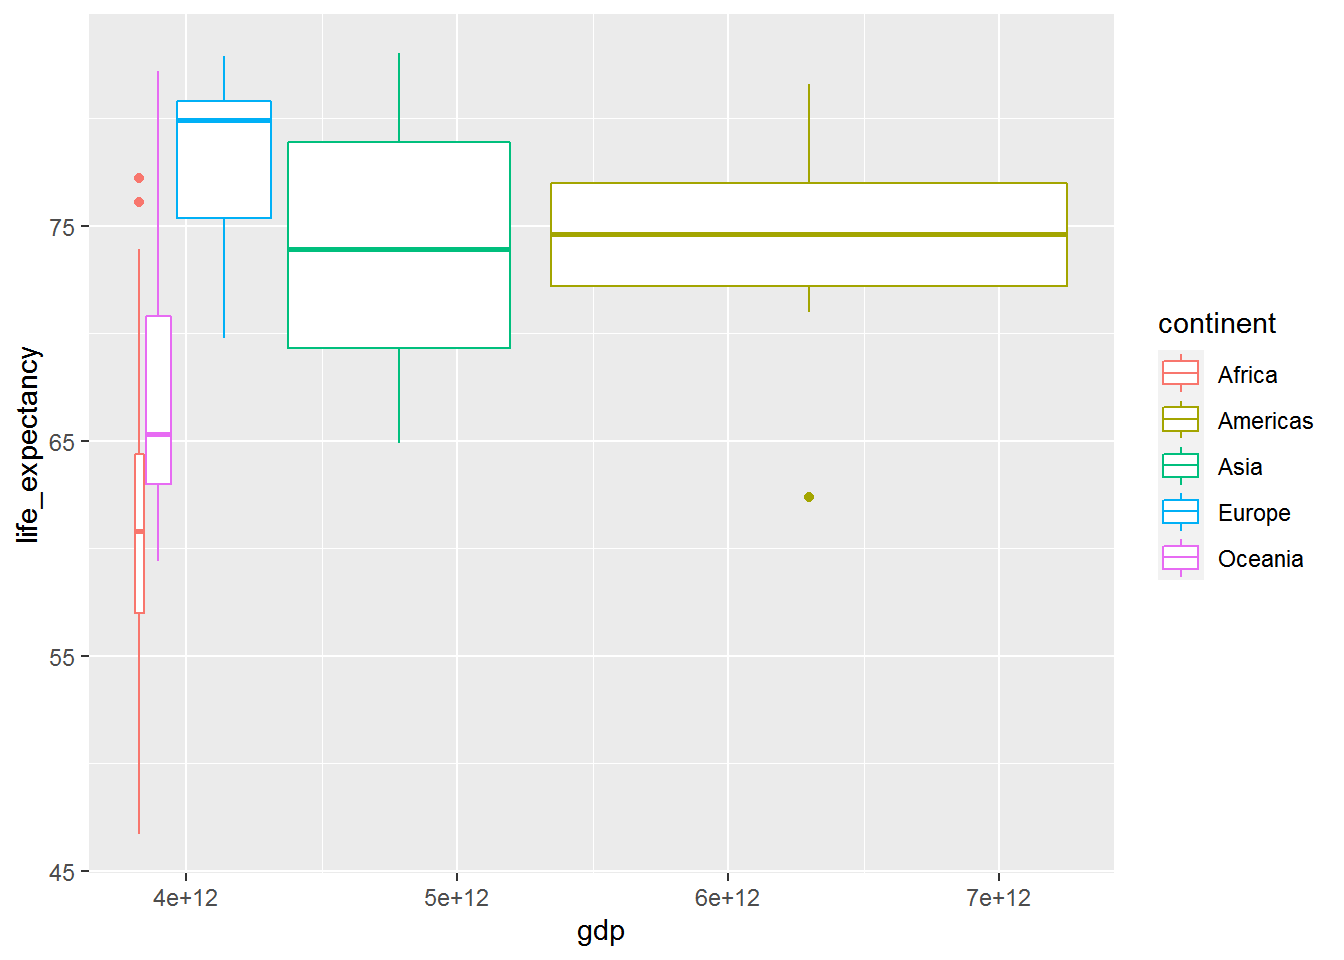 75
65
55
45
life_expectancy
4e+12 5e+12 6e+12 7e+12
gdp
continent
Africa
Americas
Asia
Europe
Oceania